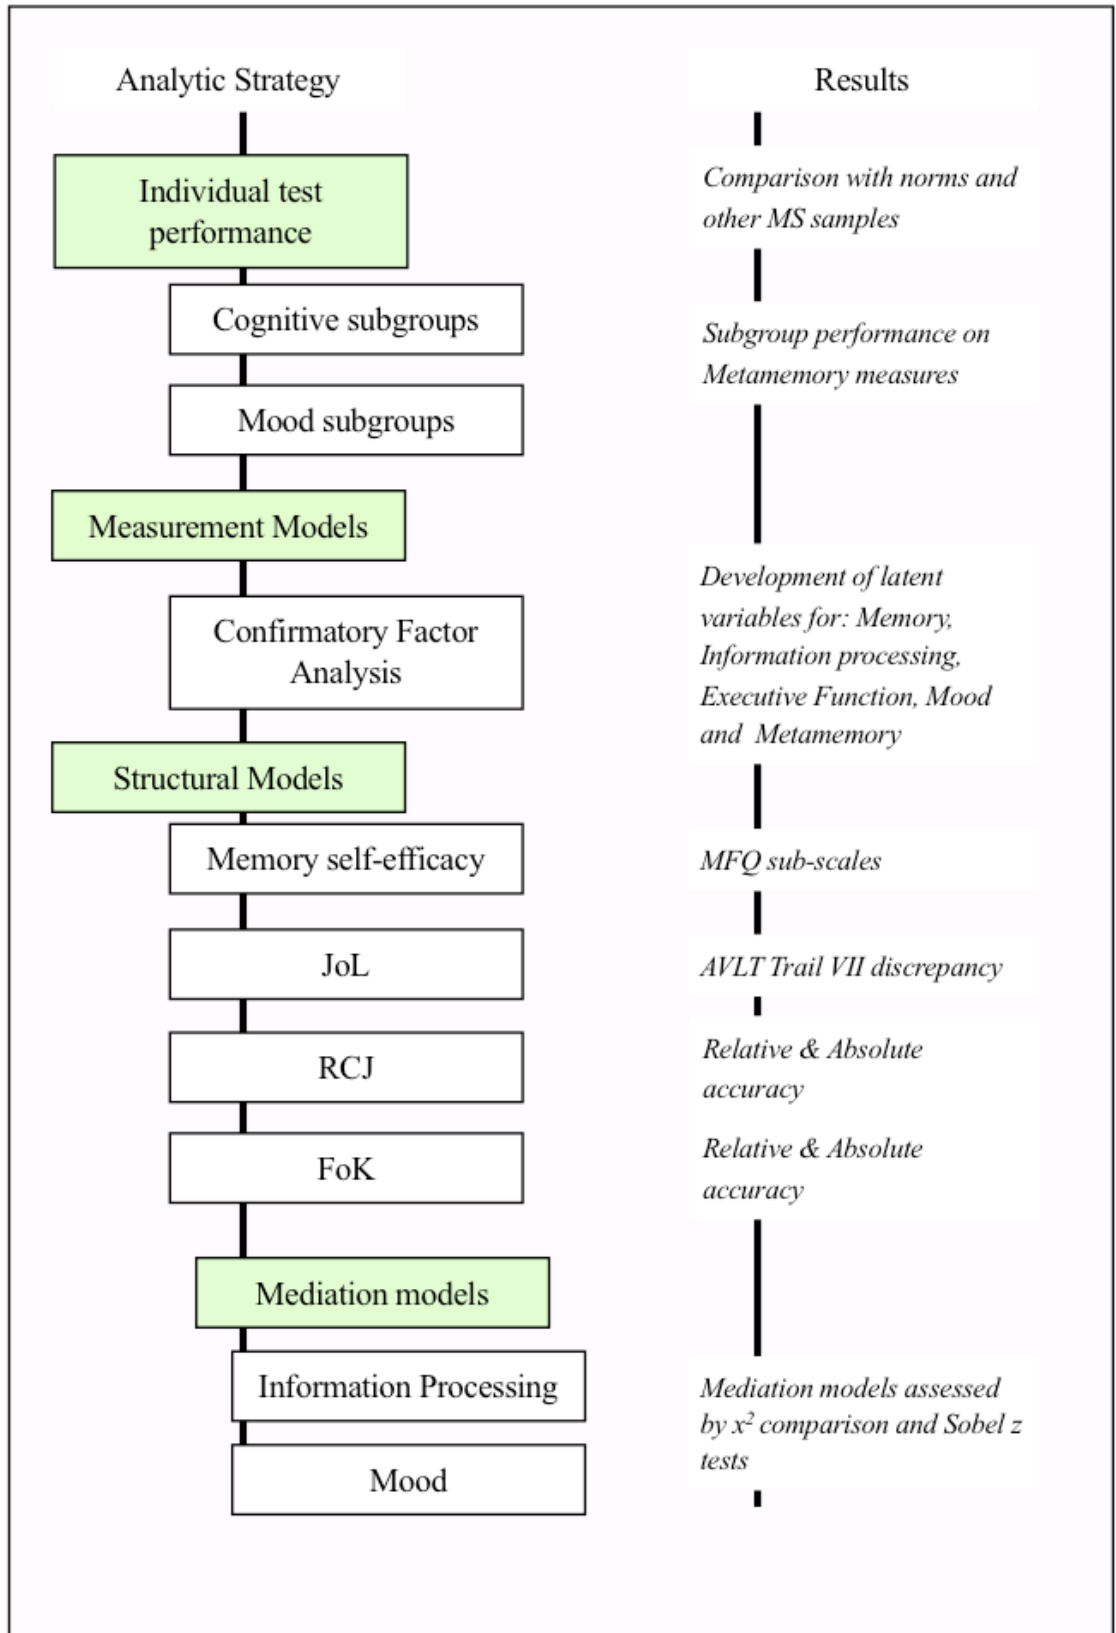 Analytic Strategy
Results
Individual test
performance
Comparison with norms and
other MS samples
Cognitive subgroups
Subgroup performance on
Metamemory measures
Mood subgroups
Measurement Models
Development of latent
variables for: Memory,
Information processing,
Executive Function, Mood
and Metamemory
Confirmatory Factor
Analysis
Structural Models
Memory self-efficacy
MFQ sub-scales
JoL
AVLT Trail VII discrepancy
RCJ
Relative & Absolute
accuracy
FoK
Relative & Absolute
accuracy
Mediation models
Information Processing
Mediation models assessed
by x² comparison and Sobel z
tests
Mood